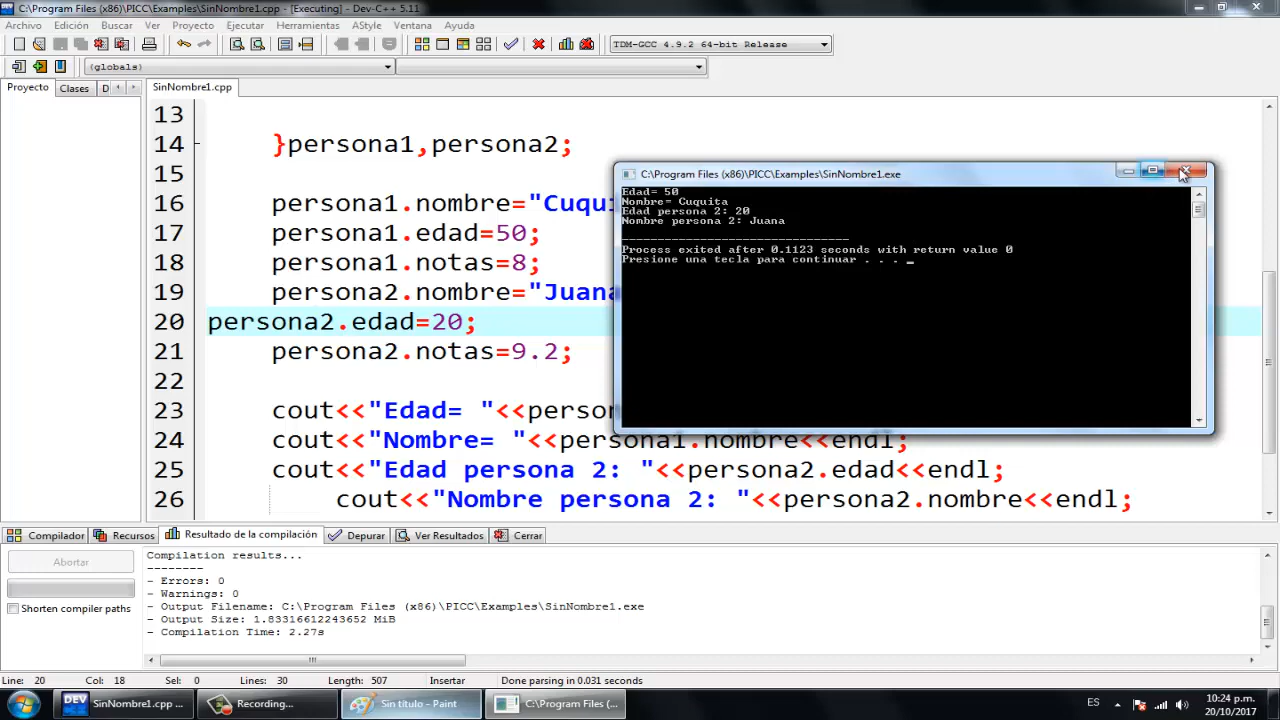 C:\Program Files (x86)\PICC\Examples\SinNombre1.cpp - [Executing] - Dev-C++ 5.11
Archivo Edición Buscar Ver Proyecto Ejecutar Herramientas AStyle Ventana Ayuda
TDM-GCC 4.9.2 64-bit Release
(globals)
Proyecto Clases D
SinNombre1.cpp
13
14 }persona1,persona2;
15
16 persona1.nombre="Cuqu
17 persona1.edad=50;
18 persona1.notas=8;
19 persona2.nombre="Juana
20 persona2.edad=20;
21 persona2.notas=9.2;
22
23 cout<<"Edad= "<<person
24 cout<<"Nombre= "<<persona1.nombre<<endl;
25 cout<<"Edad persona 2: "<<persona2.edad<<endl;
26 cout<<"Nombre persona 2: "<<persona2.nombre<<endl;
C:\Program Files (x86)\PICC\Examples\SinNombre1.exe
Edad= 50
Nombre= Cuquita
Edad persona 2: 20
Nombre persona 2: Juana
--------------------------------
Process exited after 0.1123 seconds with return value 0
Presione una tecla para continuar . . . _
Compilador Recursos Resultado de la compilación Depurar Ver Resultados Cerrar
Abortar
Shorten compiler paths
Compilation results...
--------
- Errors: 0
- Warnings: 0
- Output Filename: C:\Program Files (x86)\PICC\Examples\SinNombre1.exe
- Output Size: 1.83316612243652 MiB
- Compilation Time: 2.27s
Line: 20 Col: 18 Sel: 0 Lines: 30 Length: 507 Insertar Done parsing in 0.031 seconds
DEV SinNombre1.cpp ... Recording... Sin título - Paint C:\Program Files (... ES 10:24 p.m.
20/10/2017